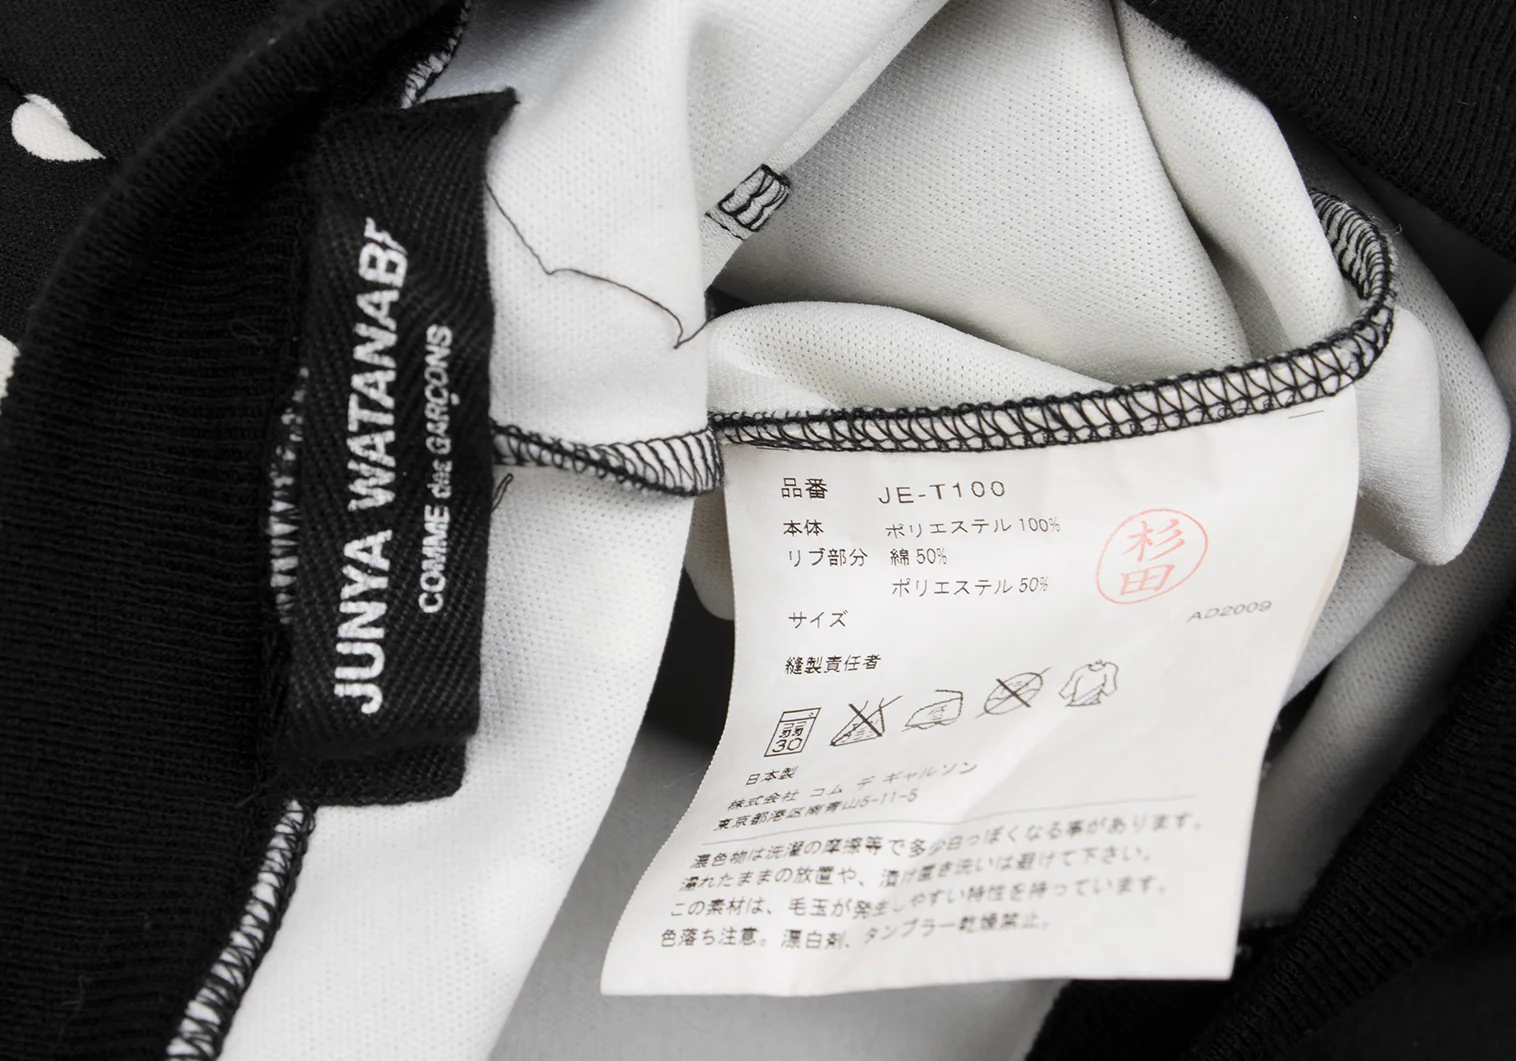 JUNYA WATANABE
COMME des GARÇONS
品番 JE-T100
本体 ポリエステル 100%
リブ部分 綿 50%
ポリエステル 50%
杉田
サイズ
AD2009
縫製責任者
弱
30
低
日本製
株式会社 コム デ ギャルソン
東京都港区南青山5-11-5
濃色物は洗濯の摩擦等で多少白っぽくなる事があります。
濡れたままの放置や、漬け置き洗いは避けて下さい。
この素材は、毛玉が発生しやすい特性を持っています。
色落ち注意。漂白剤、タンブラー乾燥禁止。